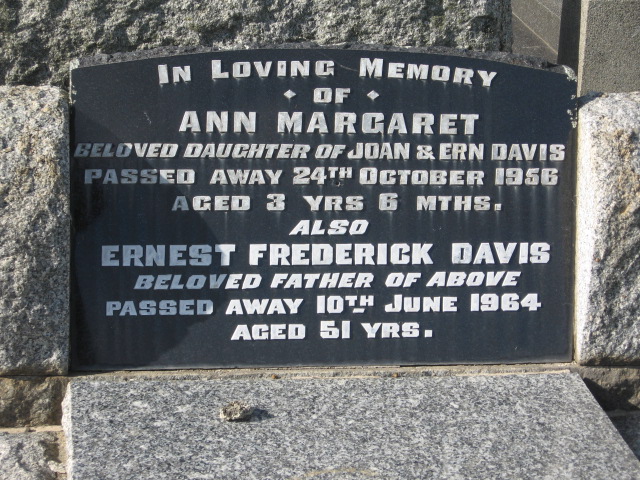 IN LOVING MEMORY
OF
ANN MARGARET
BELOVED DAUGHTER OF JOAN & ERN DAVIS
PASSED AWAY 24TH OCTOBER 1956
AGED 3 YRS 6 MTHS.
ALSO
ERNEST FREDERICK DAVIS
BELOVED FATHER OF ABOVE
PASSED AWAY 10TH JUNE 1964
AGED 51 YRS.